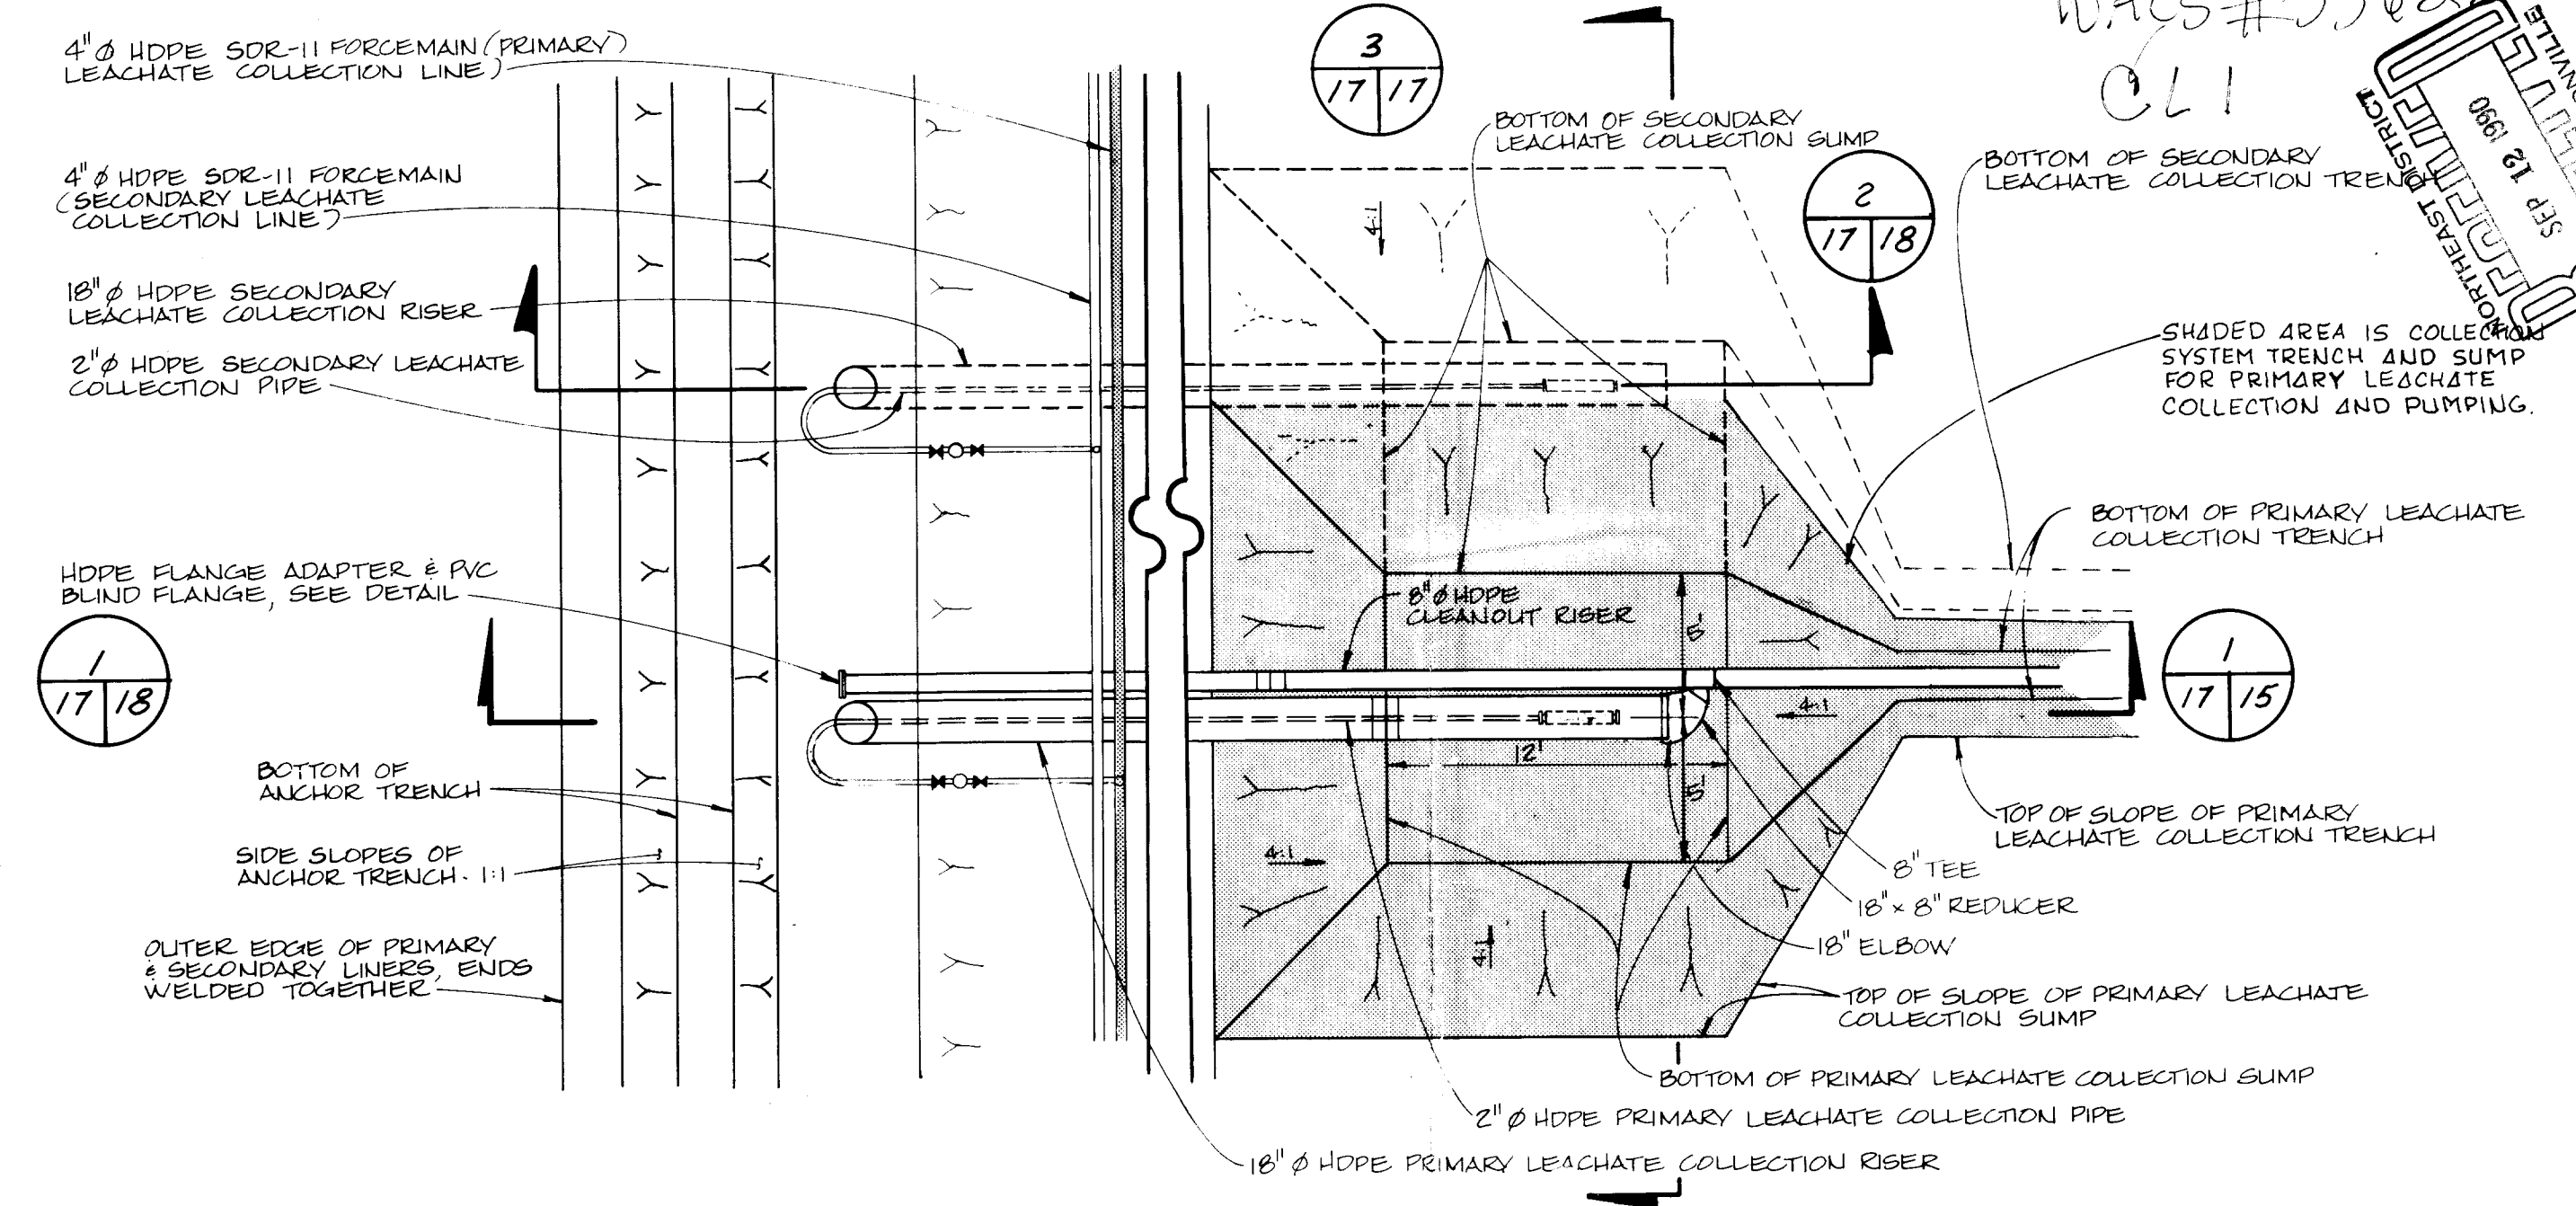 4" Ø HDPE SDR-11 FORCEMAIN (PRIMARY)
LEACHATE COLLECTION LINE)
4" Ø HDPE SDR-11 FORCEMAIN
(SECONDARY LEACHATE
COLLECTION LINE)
18" Ø HDPE SECONDARY
LEACHATE COLLECTION RISER
2" Ø HDPE SECONDARY LEACHATE
COLLECTION PIPE
HDPE FLANGE ADAPTER & PVC
BLIND FLANGE, SEE DETAIL
1
17 18
BOTTOM OF
ANCHOR TRENCH
SIDE SLOPES OF
ANCHOR TRENCH. 1:1
OUTER EDGE OF PRIMARY
& SECONDARY LINERS, ENDS
WELDED TOGETHER
3
17 17
BOTTOM OF SECONDARY
LEACHATE COLLECTION SUMP
2
17 18
CL1
BOTTOM OF SECONDARY
LEACHATE COLLECTION TRENCH
NORTHEAST DISTRICT
SEP 12 1990
SHADED AREA IS COLLECTION
SYSTEM TRENCH AND SUMP
FOR PRIMARY LEACHATE
COLLECTION AND PUMPING.
BOTTOM OF PRIMARY LEACHATE
COLLECTION TRENCH
4:1
8" Ø HDPE
CLEANOUT RISER
5'
4:1
12'
5'
4:1
4:1
1
17 15
TOP OF SLOPE OF PRIMARY
LEACHATE COLLECTION TRENCH
8" TEE
18" x 8" REDUCER
18" ELBOW
TOP OF SLOPE OF PRIMARY LEACHATE
COLLECTION SUMP
BOTTOM OF PRIMARY LEACHATE COLLECTION SUMP
2" Ø HDPE PRIMARY LEACHATE COLLECTION PIPE
18" Ø HDPE PRIMARY LEACHATE COLLECTION RISER